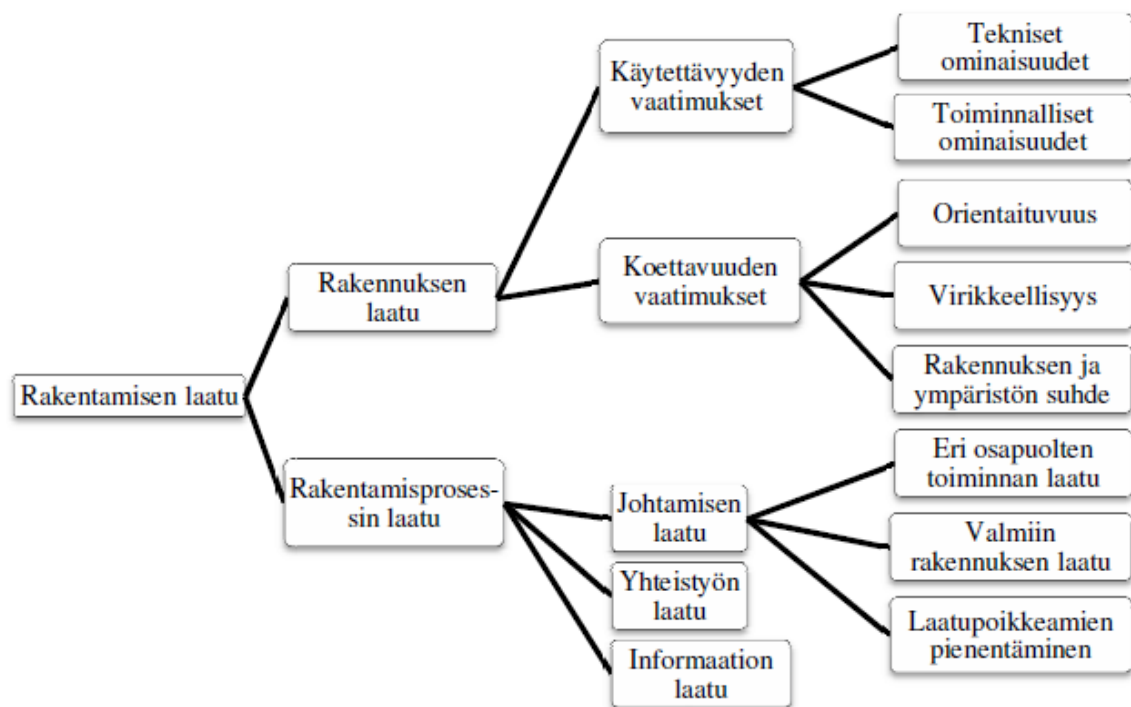 Tekniset
ominaisuudet
Käytettävyyden
vaatimukset
Toiminnalliset
ominaisuudet
Orientaituvuus
Koettavuuden
vaatimukset
Rakennuksen
laatu
Virikkeellisyys
Rakennuksen ja
ympäristön suhde
Rakentamisen laatu
Eri osapuolten
toiminnan laatu
Rakentamisproses-
sin laatu
Johtamisen
laatu
Valmiin
rakennuksen laatu
Yhteistyön
laatu
Laatupoikkeamien
pienentäminen
Informaation
laatu